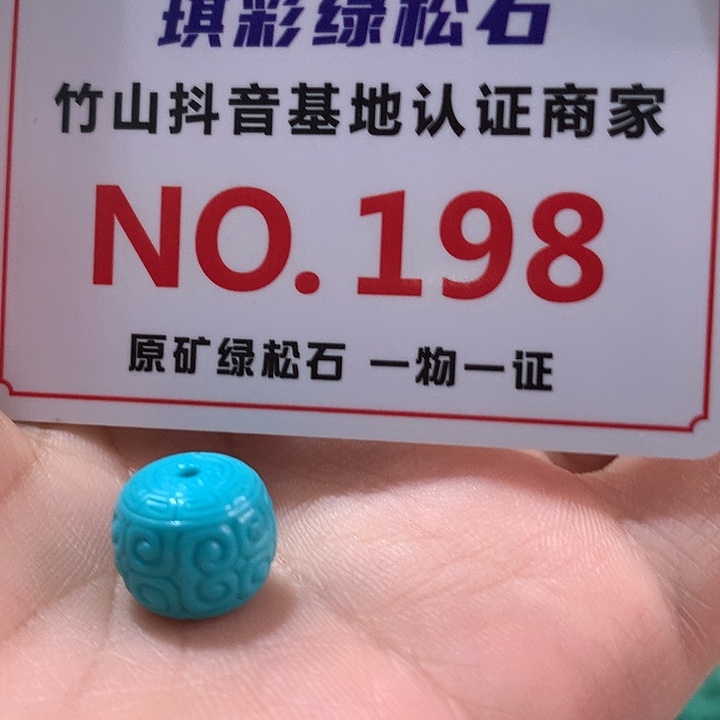 琪彩绿松石
竹山抖音基地认证商家
NO.198
原矿绿松石 一物一证